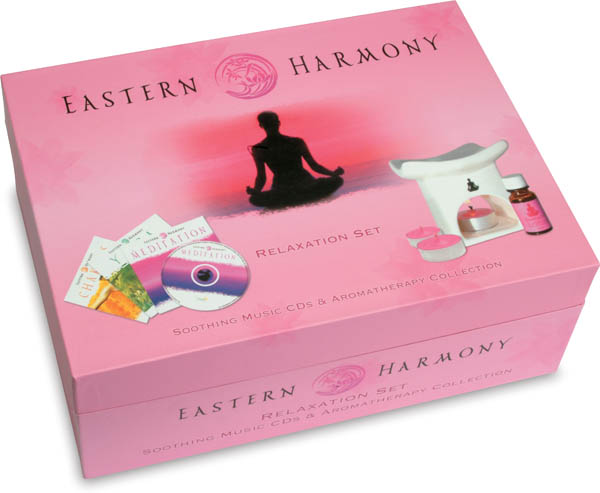 EASTERN HARMONY
RELAXATION SET
MEDITATION
MEDITATION
SOOTHING MUSIC CDS & AROMATHERAPY COLLECTION
EASTERN HARMONY
RELAXATION SET
SOOTHING MUSIC CDS & AROMATHERAPY COLLECTION